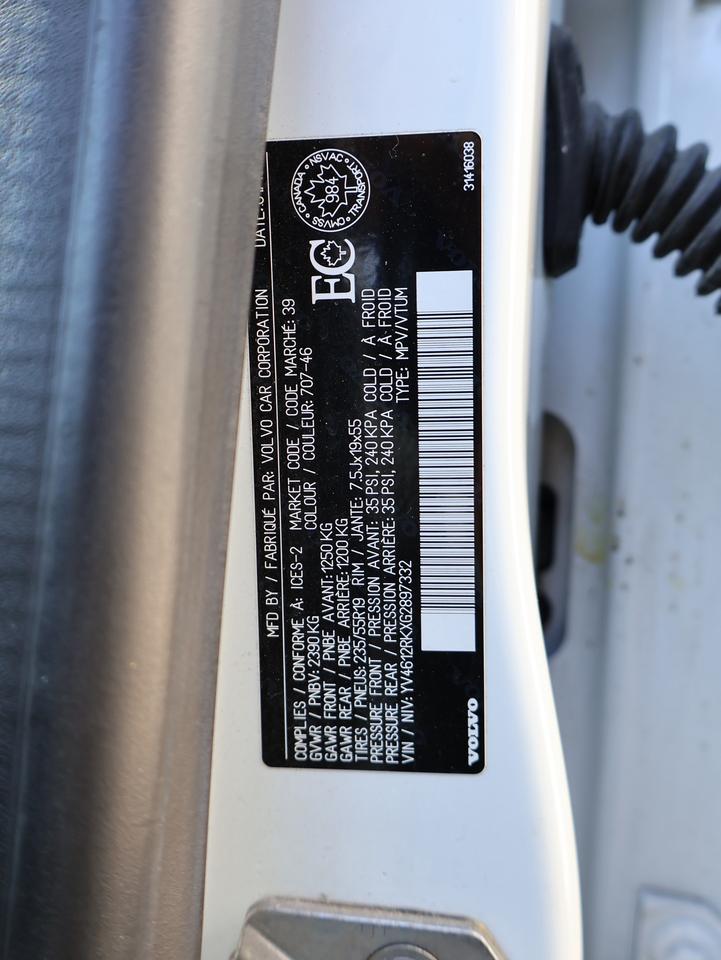 MFD BY / FABRIQUÉ PAR: VOLVO CAR CORPORATION
COMPLIES / CONFORME À: ICES-2 MARKET CODE / CODE MARCHÉ: 39
GVWR / PNBV: 2390 KG COLOUR / COULEUR: 707-46
GAWR FRONT / PNBE AVANT: 1250 KG
GAWR REAR / PNBE ARRIÈRE: 1200 KG
TIRES / PNEUS: 235/55R19 RIM / JANTE: 7.5Jx19x55
PRESSURE FRONT / PRESSION AVANT: 35 PSI, 240 KPA COLD / À FROID
PRESSURE REAR / PRESSION ARRIÈRE: 35 PSI, 240 KPA COLD / À FROID
VIN / NIV: YV4612RKXG2897332 TYPE: MPV/VTUM
EC
CANADA • NSVAC • TRANSPORT • CMVSS
984
VOLVO
31416038